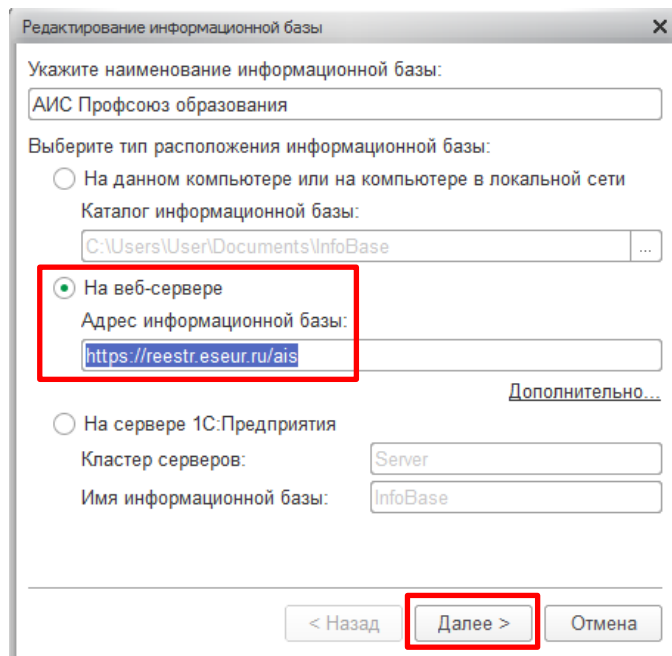 Редактирование информационной базы
Укажите наименование информационной базы:
АИС Профсоюз образования
Выберите тип расположения информационной базы:
На данном компьютере или на компьютере в локальной сети
Каталог информационной базы:
C:\Users\User\Documents\InfoBase ...
На веб-сервере
Адрес информационной базы:
https://reestr.eseur.ru/ais
Дополнительно...
На сервере 1С:Предприятия
Кластер серверов: Server
Имя информационной базы: InfoBase
< Назад Далее > Отмена